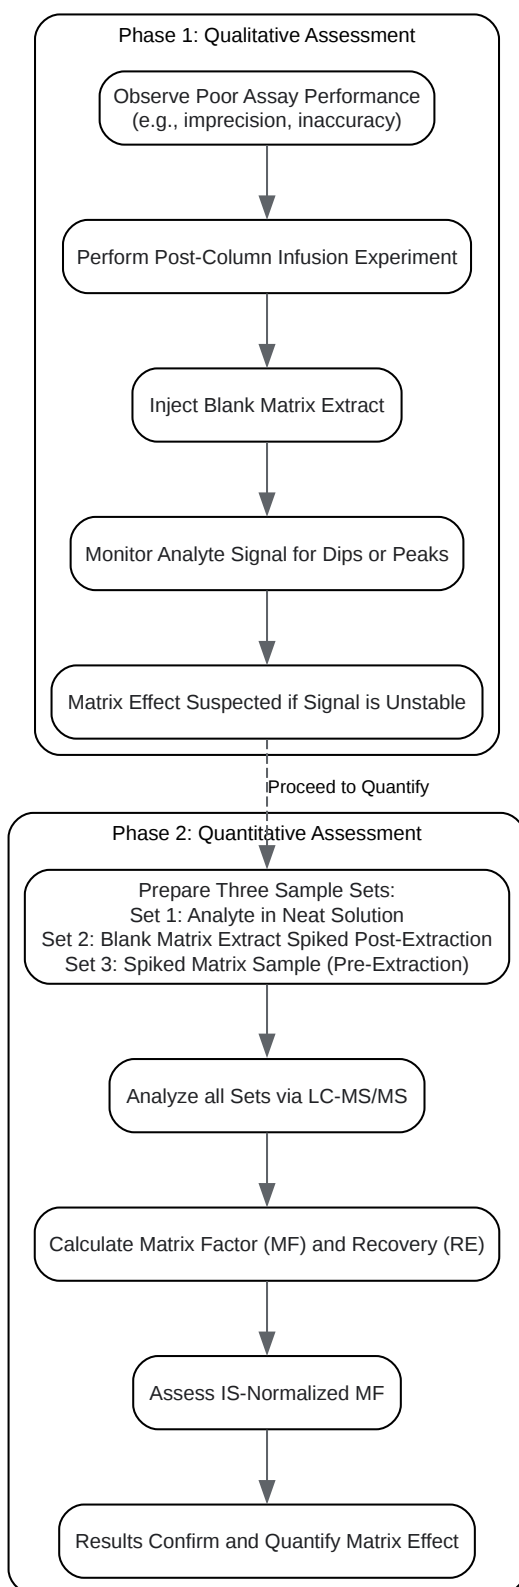 Phase 1: Qualitative Assessment
Observe Poor Assay Performance
(e.g., imprecision, inaccuracy)
Perform Post-Column Infusion Experiment
Inject Blank Matrix Extract
Monitor Analyte Signal for Dips or Peaks
Matrix Effect Suspected if Signal is Unstable
Proceed to Quantify
Phase 2: Quantitative Assessment
Prepare Three Sample Sets:
Set 1: Analyte in Neat Solution
Set 2: Blank Matrix Extract Spiked Post-Extraction
Set 3: Spiked Matrix Sample (Pre-Extraction)
Analyze all Sets via LC-MS/MS
Calculate Matrix Factor (MF) and Recovery (RE)
Assess IS-Normalized MF
Results Confirm and Quantify Matrix Effect